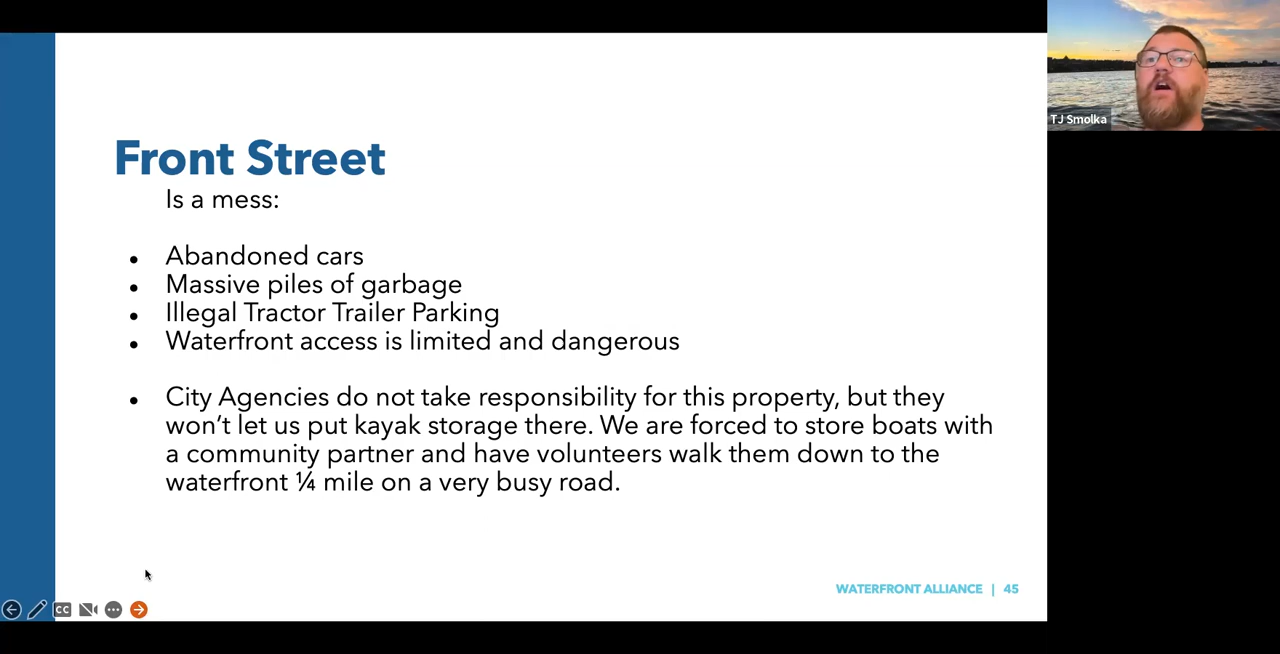 Front Street
Is a mess:
• Abandoned cars
• Massive piles of garbage
• Illegal Tractor Trailer Parking
• Waterfront access is limited and dangerous
• City Agencies do not take responsibility for this property, but they
won’t let us put kayak storage there. We are forced to store boats with
a community partner and have volunteers walk them down to the
waterfront ¼ mile on a very busy road.
WATERFRONT ALLIANCE | 45
CC
TJ Smolka